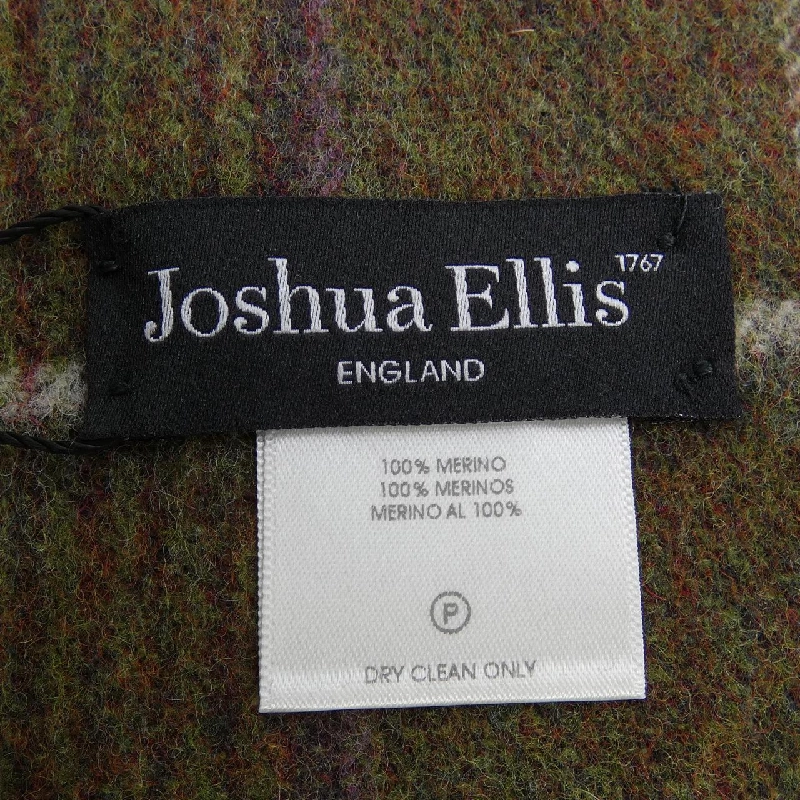 Joshua Ellis 1767
ENGLAND
100% MERINO
100% MERINOS
MERINO AL 100%
P
DRY CLEAN ONLY